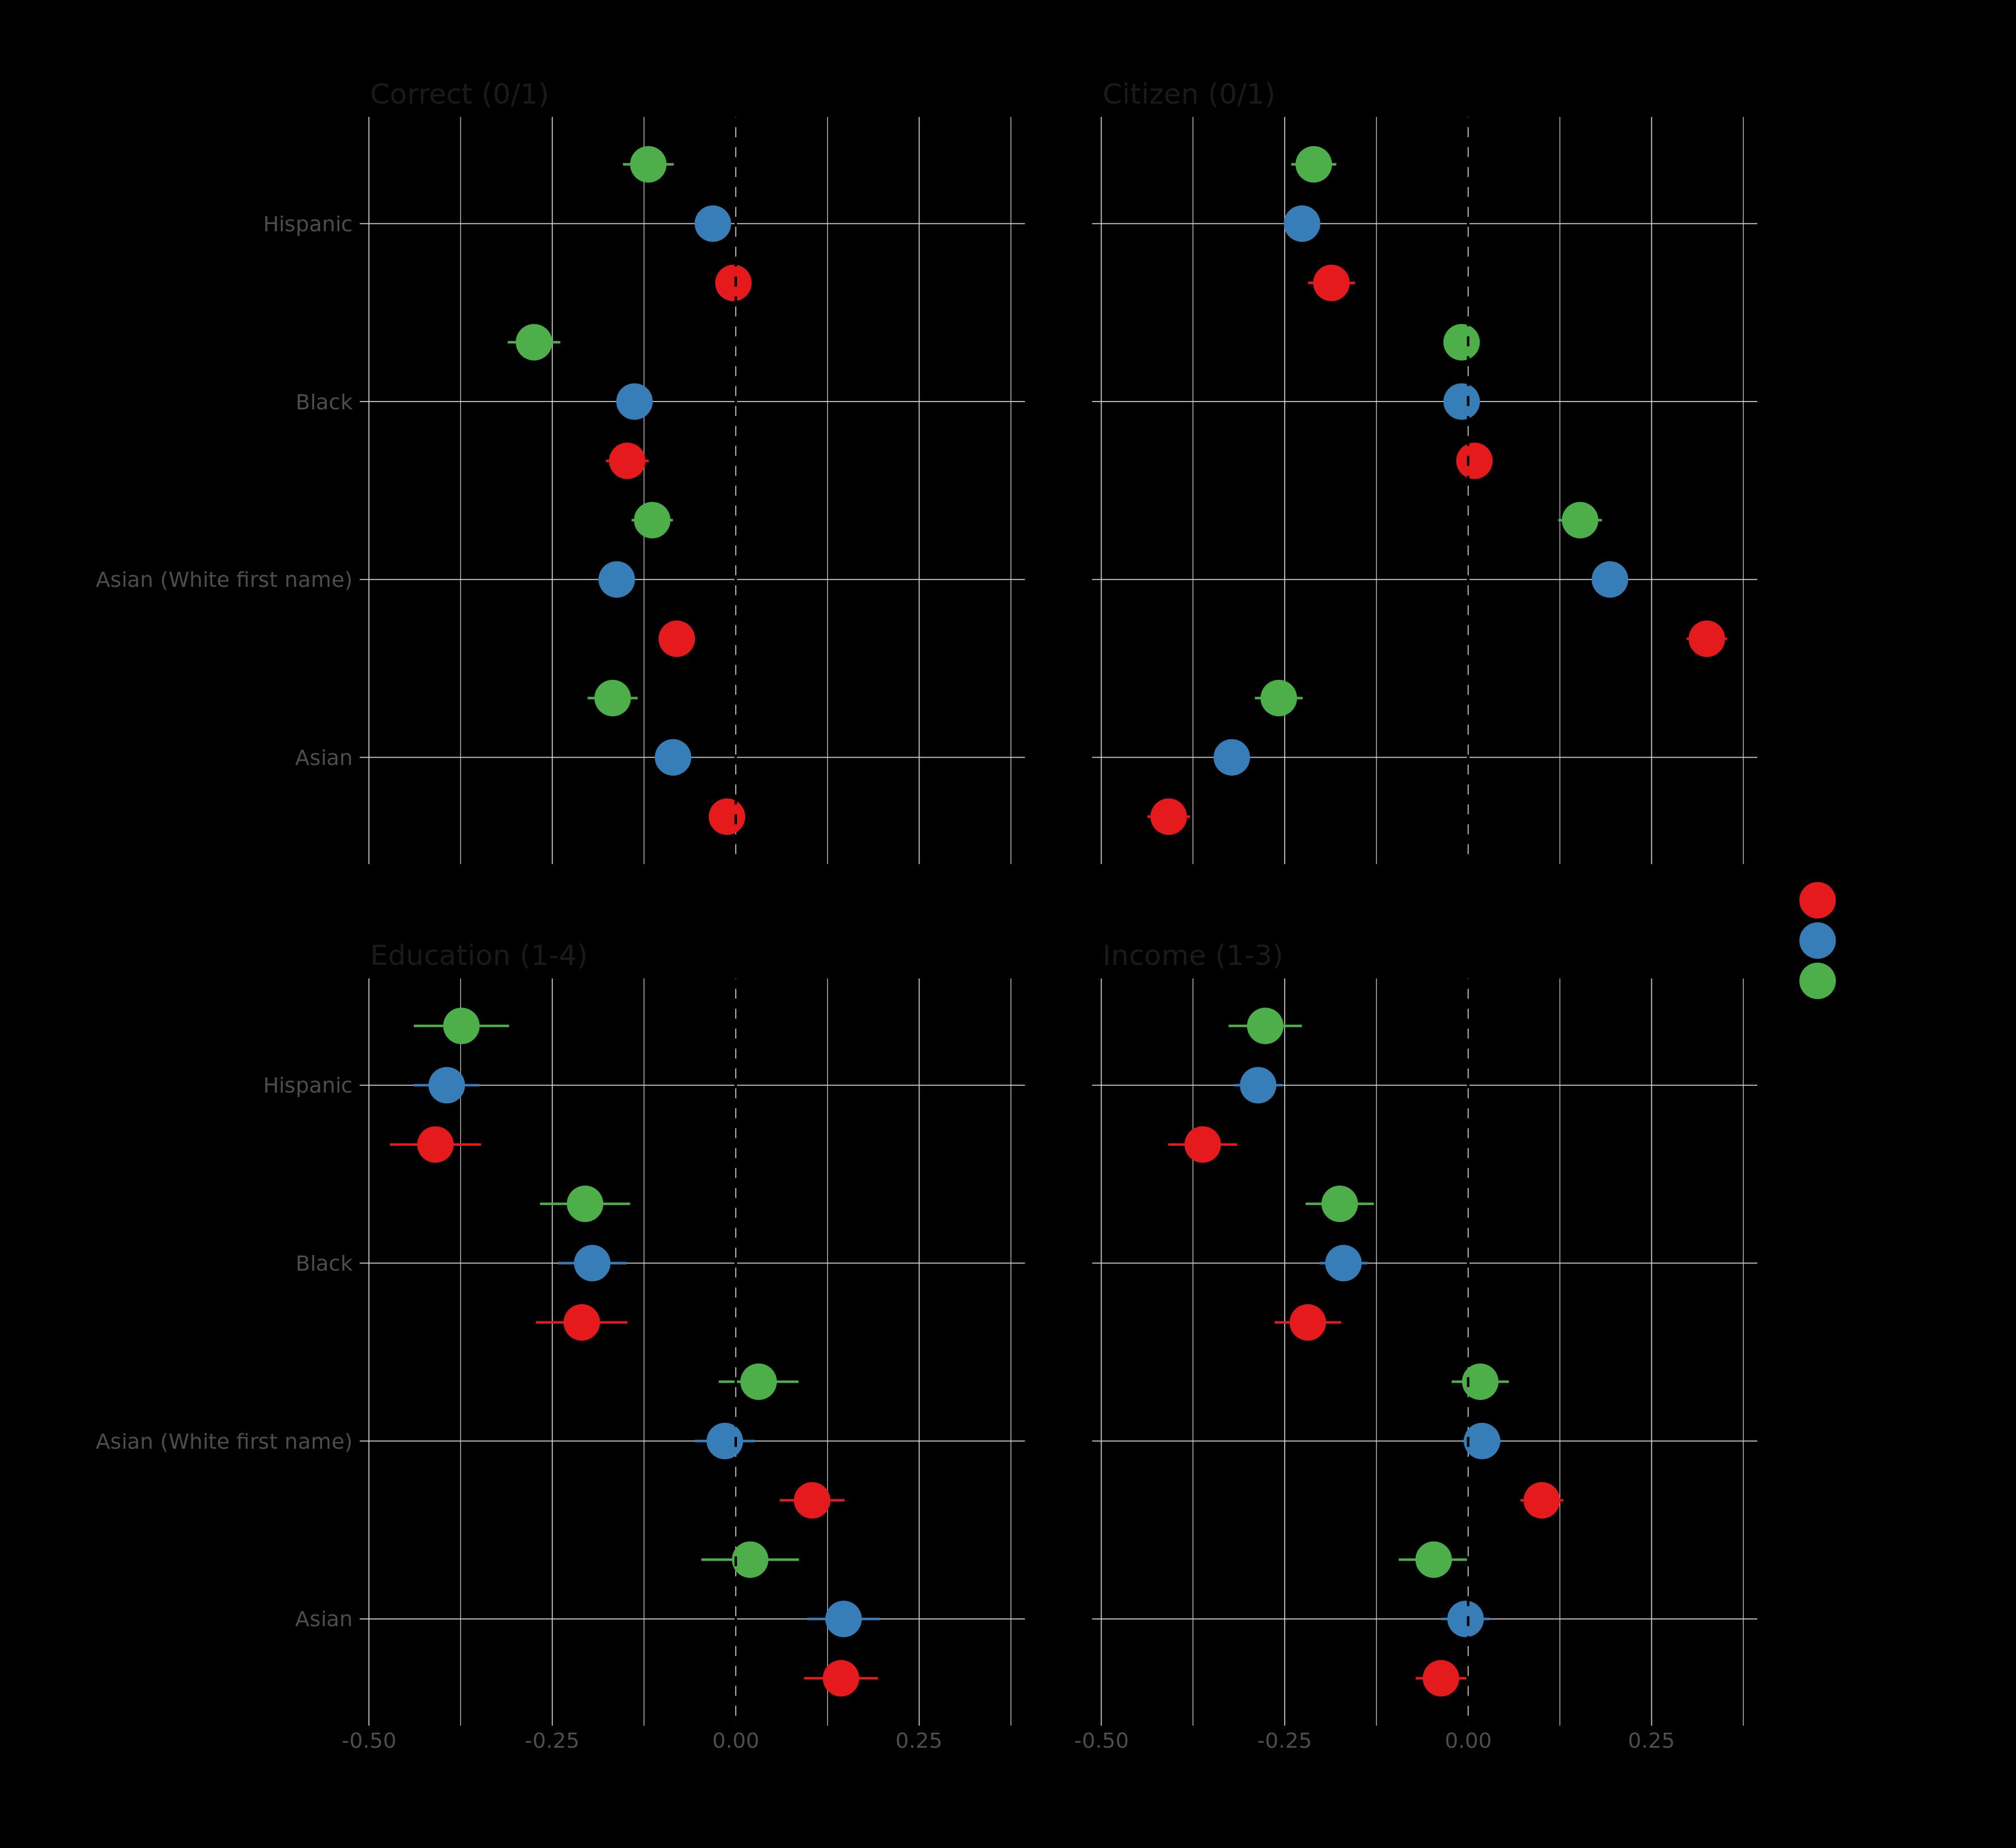 Correct (0/1)
Citizen (0/1)
Hispanic
Black
Asian (White first name)
Asian
Education (1-4)
Income (1-3)
Hispanic
Black
Asian (White first name)
Asian
-0.50 -0.25 0.00 0.25 -0.50 -0.25 0.00 0.25